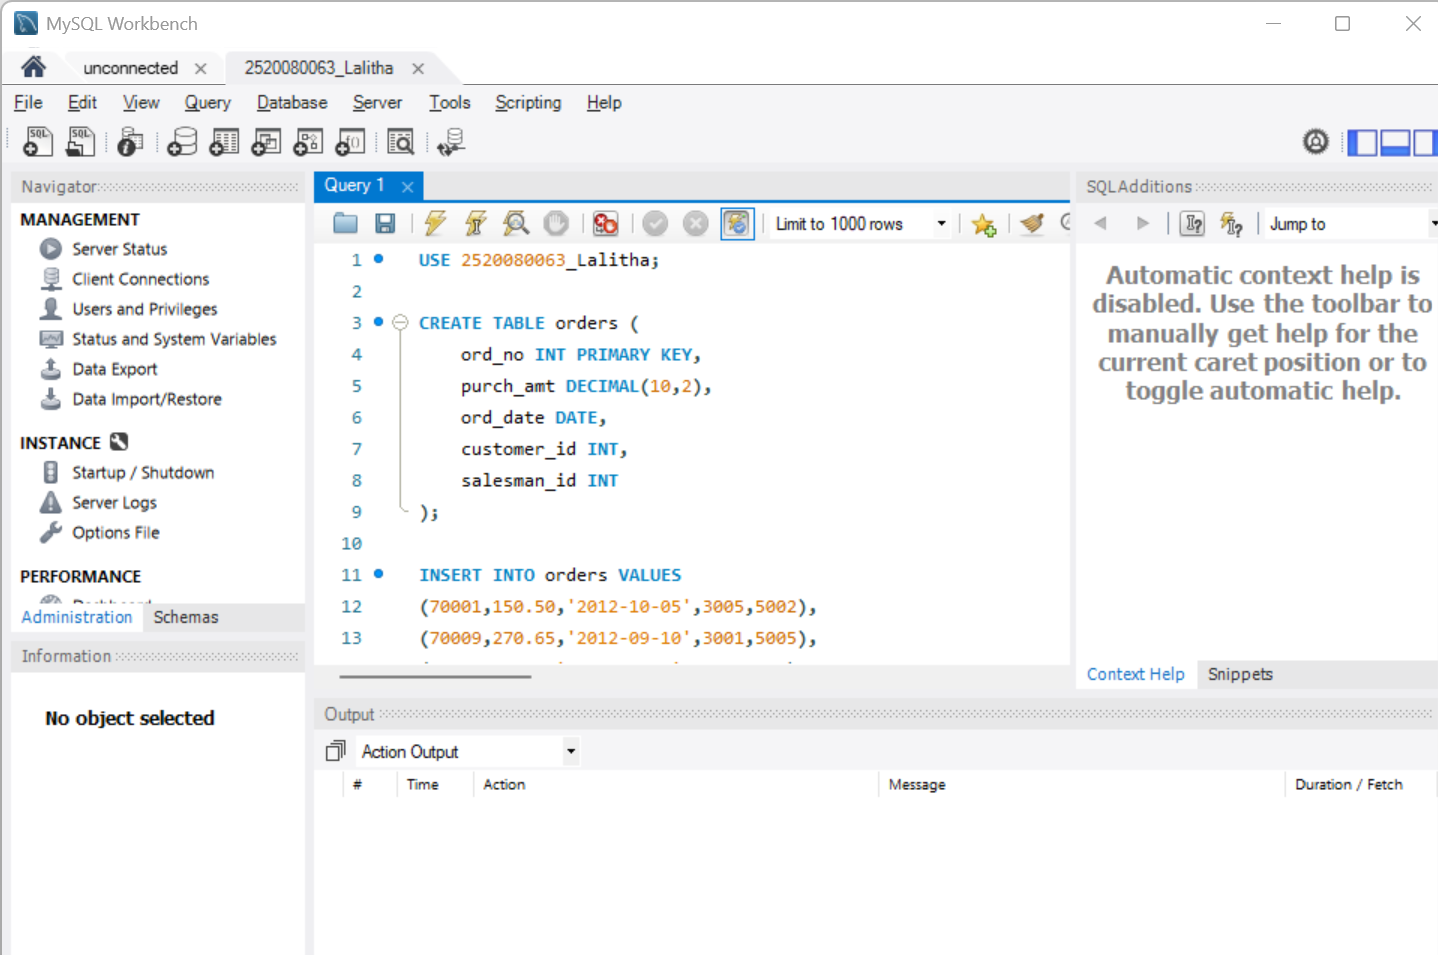 MySQL Workbench
unconnected
2520080063_Lalitha
File Edit View Query Database Server Tools Scripting Help
Navigator
MANAGEMENT
Server Status
Client Connections
Users and Privileges
Status and System Variables
Data Export
Data Import/Restore
INSTANCE
Startup / Shutdown
Server Logs
Options File
PERFORMANCE
Administration Schemas
Information
No object selected
Query 1
Limit to 1000 rows
1 USE 2520080063_Lalitha;
2
3 CREATE TABLE orders (
4 ord_no INT PRIMARY KEY,
5 purch_amt DECIMAL(10,2),
6 ord_date DATE,
7 customer_id INT,
8 salesman_id INT
9 );
10
11 INSERT INTO orders VALUES
12 (70001,150.50,'2012-10-05',3005,5002),
13 (70009,270.65,'2012-09-10',3001,5005),
SQLAdditions
Jump to
Automatic context help is
disabled. Use the toolbar to
manually get help for the
current caret position or to
toggle automatic help.
Context Help Snippets
Output
Action Output
# Time Action Message Duration / Fetch